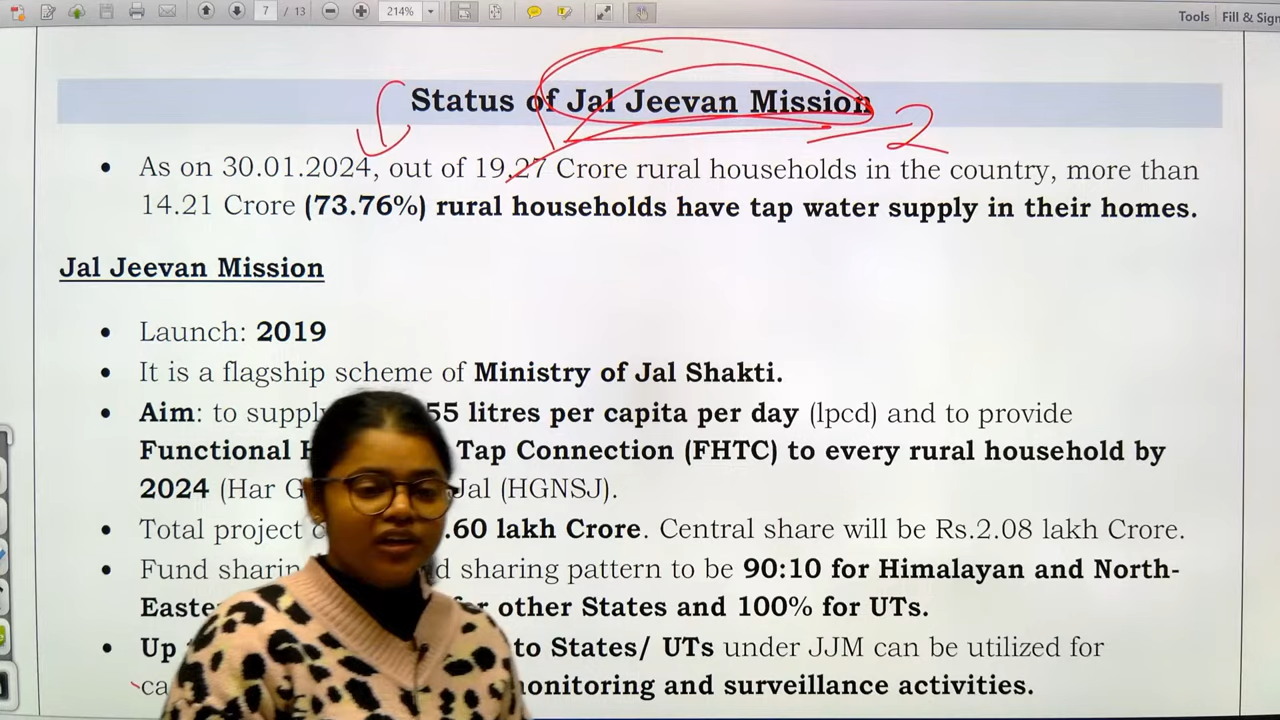 7 / 13 214% Tools Fill & Sign
Status of Jal Jeevan Mission 2
• As on 30.01.2024, out of 19.27 Crore rural households in the country, more than
14.21 Crore (73.76%) rural households have tap water supply in their homes.
Jal Jeevan Mission
• Launch: 2019
• It is a flagship scheme of Ministry of Jal Shakti.
• Aim: to supply 55 litres per capita per day (lpcd) and to provide
Functional Tap Connection (FHTC) to every rural household by
2024 (Har Jal (HGNSJ).
• Total project .60 lakh Crore. Central share will be Rs.2.08 lakh Crore.
• Fund sharing sharing pattern to be 90:10 for Himalayan and North-
other States and 100% for UTs.
• Up to States/ UTs under JJM can be utilized for
monitoring and surveillance activities.